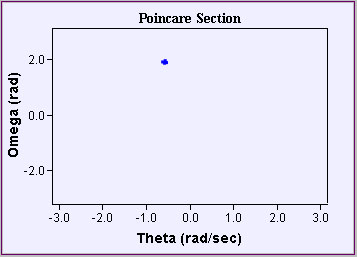 Poincare Section
Omega (rad)
2.0
0.0
-2.0
-3.0 -2.0 -1.0 0.0 1.0 2.0 3.0
Theta (rad/sec)